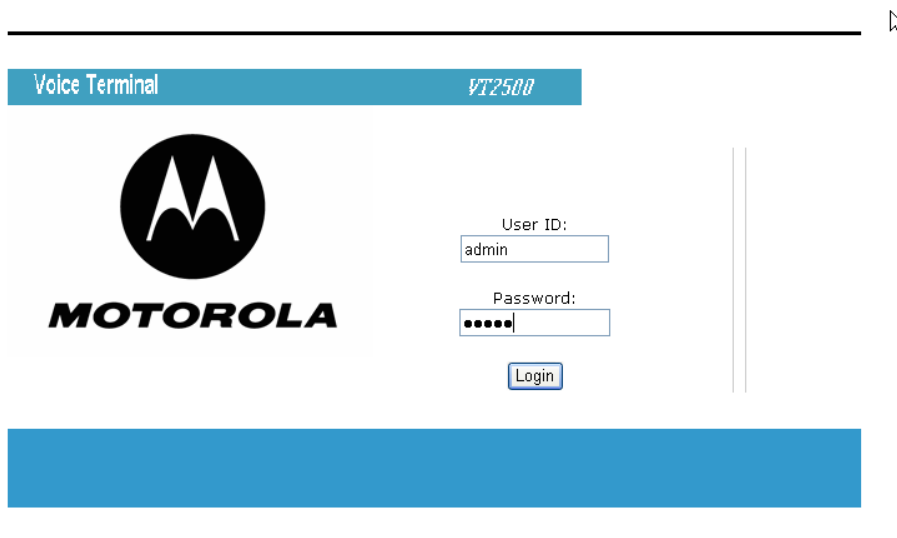 Voice Terminal VT2500
MOTOROLA
User ID:
admin
Password:
•••••
Login